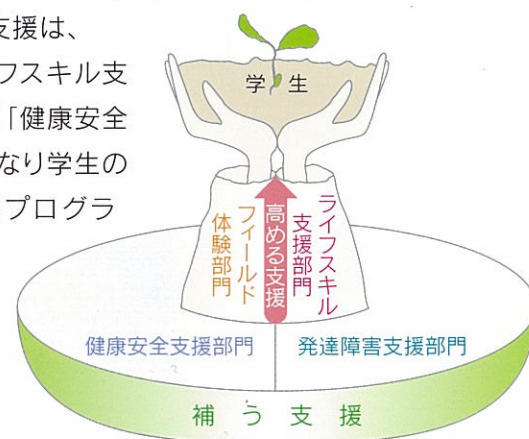 支援は、
フスキル支
「健康安全
なり学生の
プログラ
学生
フィールド
体験部門
高める支援
ライフスキル
支援部門
健康安全支援部門
発達障害支援部門
補う支援